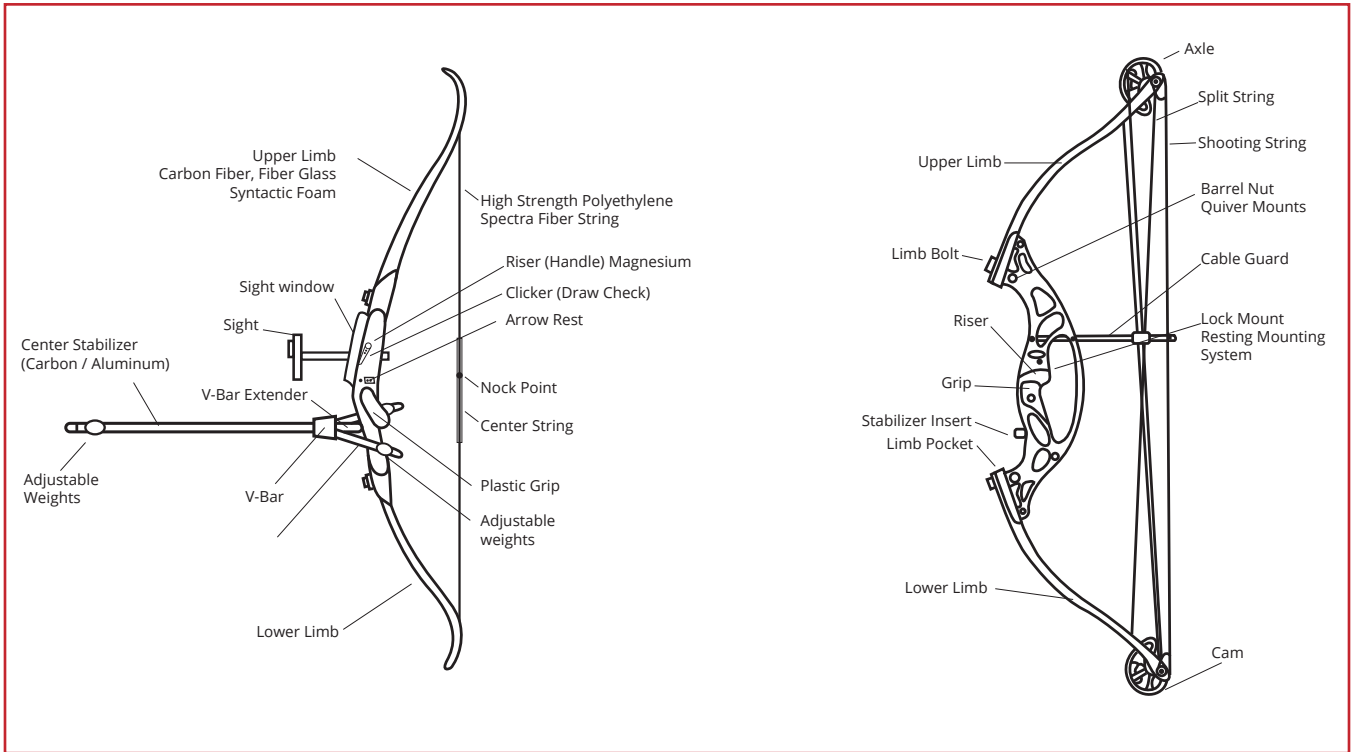 Upper Limb
Carbon Fiber, Fiber Glass
Syntactic Foam
High Strength Polyethylene
Spectra Fiber String
Riser (Handle) Magnesium
Sight window
Clicker (Draw Check)
Sight
Arrow Rest
Center Stabilizer
(Carbon / Aluminum)
V-Bar Extender
Nock Point
Center String
Adjustable
Weights
V-Bar
Plastic Grip
Adjustable
weights
Lower Limb
Axle
Split String
Shooting String
Upper Limb
Barrel Nut
Quiver Mounts
Limb Bolt
Cable Guard
Riser
Lock Mount
Resting Mounting
System
Grip
Stabilizer Insert
Limb Pocket
Lower Limb
Cam